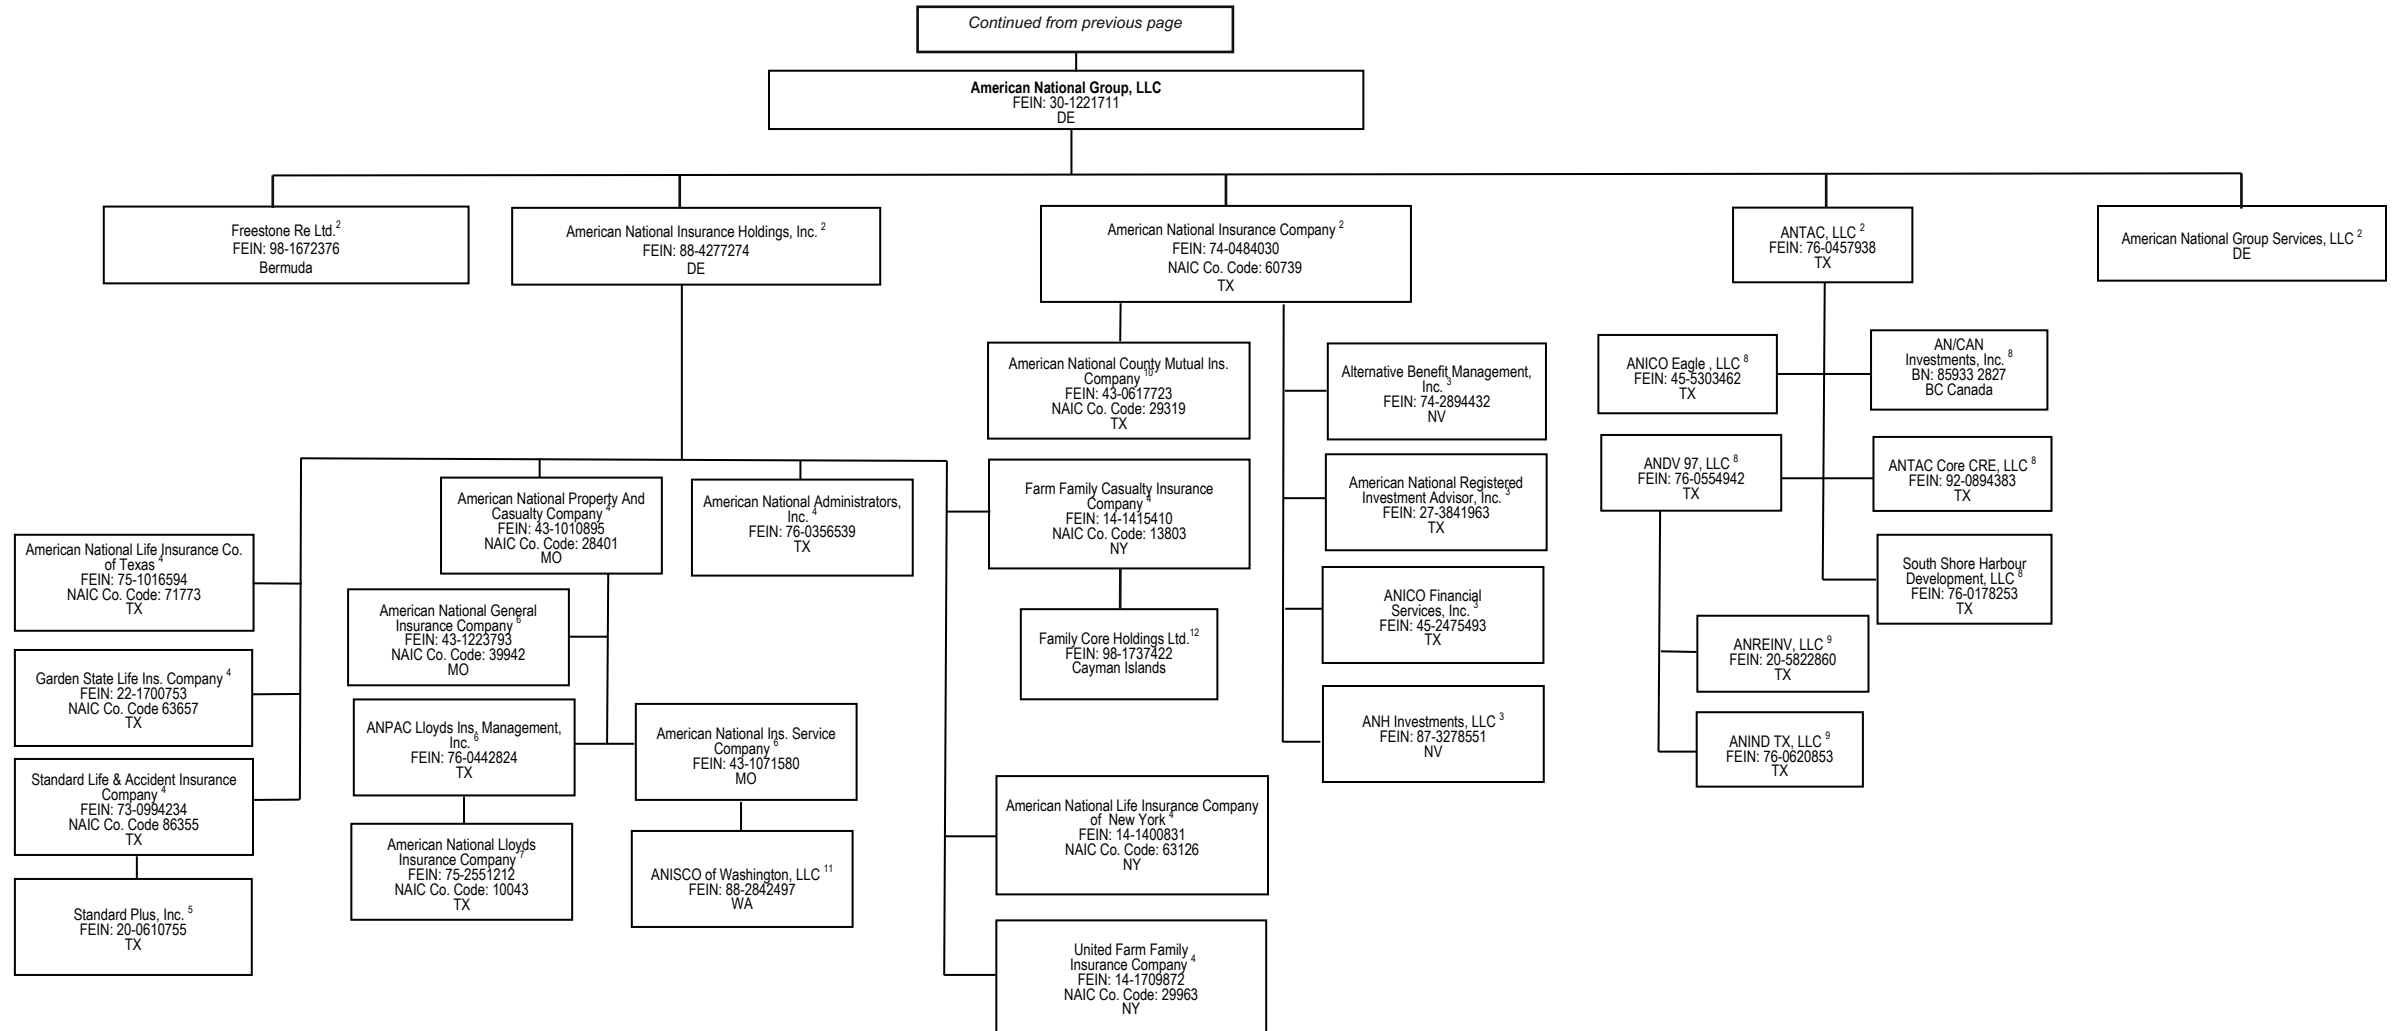 Continued from previous page
American National Group, LLC
FEIN: 30-1221711
DE
Freestone Re Ltd.2
FEIN: 98-1672376
Bermuda
American National Insurance Holdings, Inc. 2
FEIN: 88-4277274
DE
American National Insurance Company 2
FEIN: 74-0484030
NAIC Co. Code: 60739
TX
ANTAC, LLC 2
FEIN: 76-0457938
TX
American National Group Services, LLC 2
DE
American National Life Insurance Co.
of Texas 4
FEIN: 75-1016594
NAIC Co. Code: 71773
TX
Garden State Life Ins. Company 4
FEIN: 22-1700753
NAIC Co. Code 63657
TX
Standard Life & Accident Insurance
Company 4
FEIN: 73-0994234
NAIC Co. Code 86355
TX
Standard Plus, Inc. 5
FEIN: 20-0610755
TX
American National Property And
Casualty Company 4
FEIN: 43-1010895
NAIC Co. Code: 28401
MO
American National General
Insurance Company 6
FEIN: 43-1223793
NAIC Co. Code: 39942
MO
ANPAC Lloyds Ins. Management,
Inc. 6
FEIN: 76-0442824
TX
American National Lloyds
Insurance Company 7
FEIN: 75-2551212
NAIC Co. Code: 10043
TX
American National Ins. Service
Company 6
FEIN: 43-1071580
MO
ANISCO of Washington, LLC 11
FEIN: 88-2842497
WA
American National Administrators,
Inc. 4
FEIN: 76-0356539
TX
American National County Mutual Ins.
Company 10
FEIN: 43-0617723
NAIC Co. Code: 29319
TX
Farm Family Casualty Insurance
Company 4
FEIN: 14-1415410
NAIC Co. Code: 13803
NY
Family Core Holdings Ltd.12
FEIN: 98-1737422
Cayman Islands
American National Life Insurance Company
of New York 4
FEIN: 14-1400831
NAIC Co. Code: 63126
NY
United Farm Family
Insurance Company 4
FEIN: 14-1709872
NAIC Co. Code: 29963
NY
Alternative Benefit Management,
Inc. 3
FEIN: 74-2894432
NV
American National Registered
Investment Advisor, Inc. 3
FEIN: 27-3841963
TX
ANICO Financial
Services, Inc. 3
FEIN: 45-2475493
TX
ANH Investments, LLC 3
FEIN: 87-3278551
NV
ANICO Eagle , LLC 8
FEIN: 45-5303462
TX
AN/CAN
Investments, Inc. 8
BN: 85933 2827
BC Canada
ANDV 97, LLC 8
FEIN: 76-0554942
TX
ANTAC Core CRE, LLC 8
FEIN: 92-0894383
TX
South Shore Harbour
Development, LLC 8
FEIN: 76-0178253
TX
ANREINV, LLC 9
FEIN: 20-5822860
TX
ANIND TX, LLC 9
FEIN: 76-0620853
TX